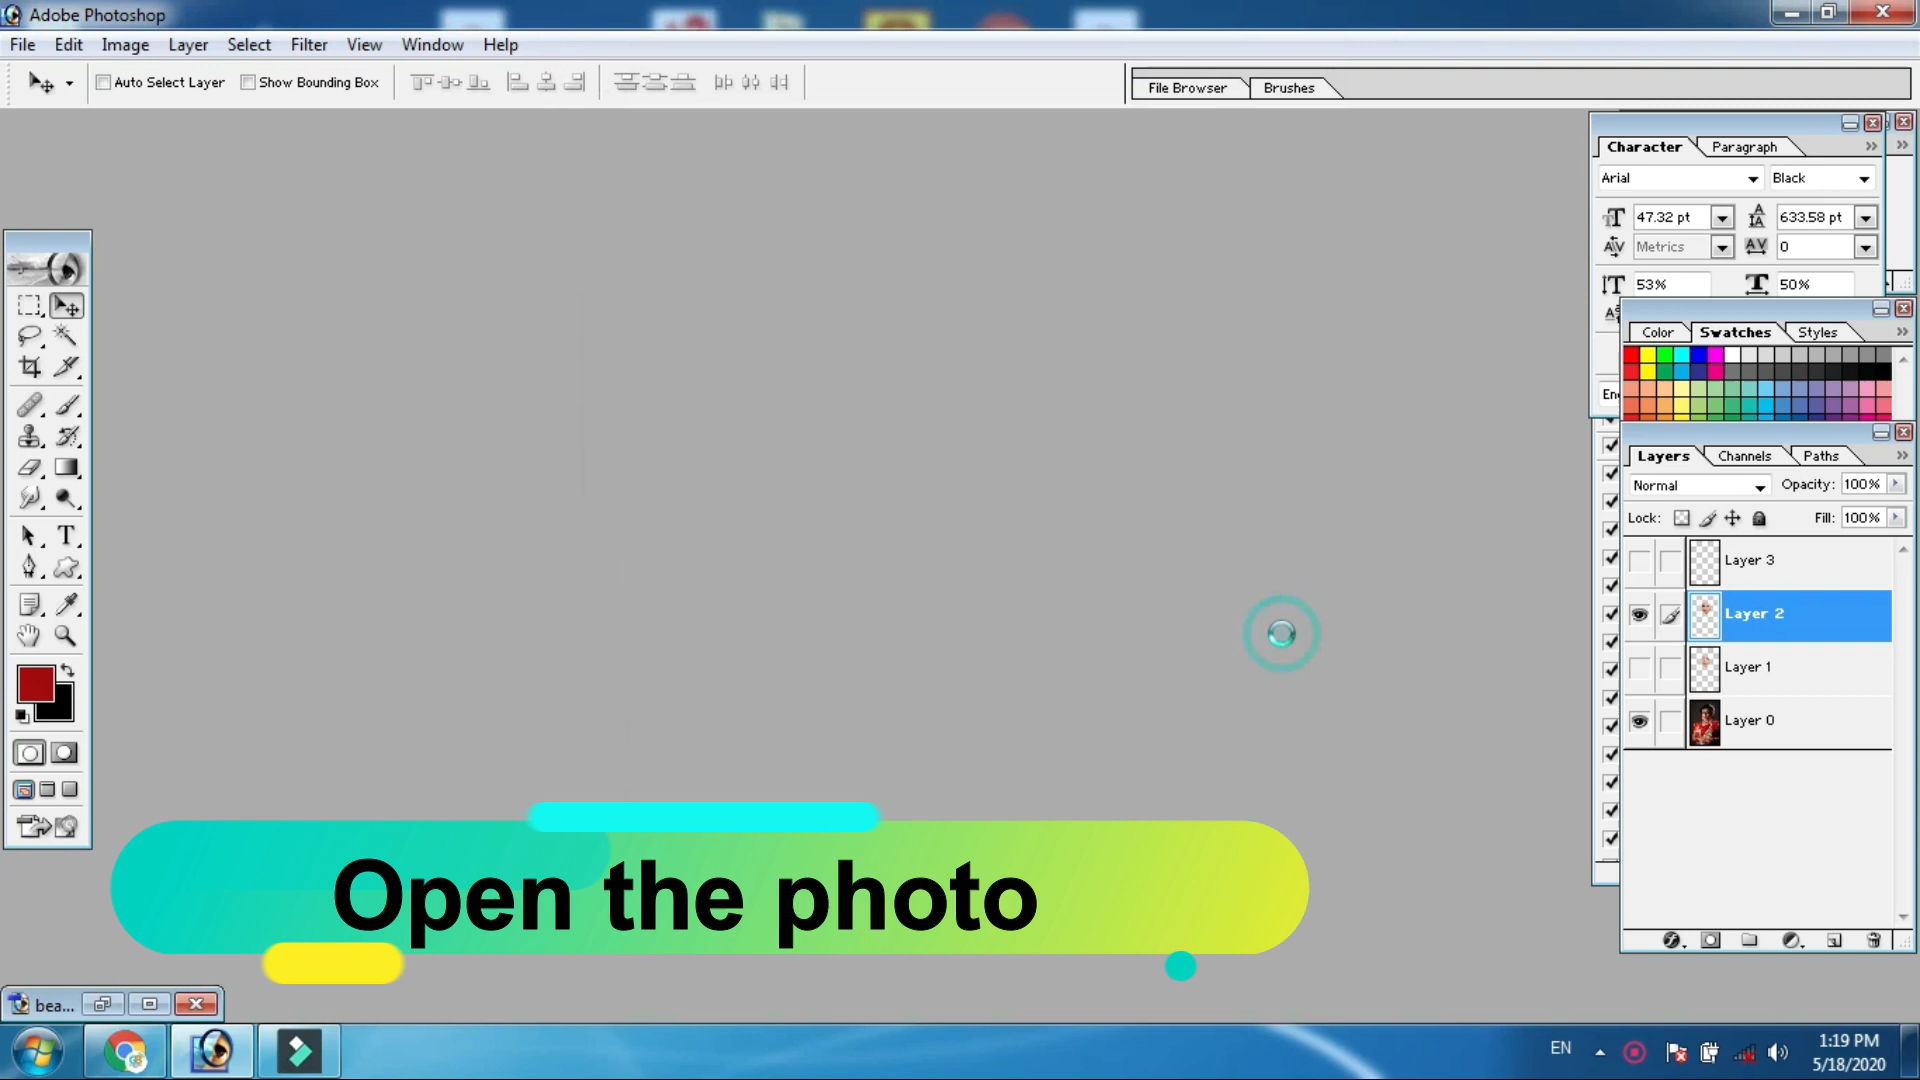 Adobe Photoshop
File Edit Image Layer Select Filter View Window Help
Auto Select Layer Show Bounding Box File Browser Brushes
Character Paragraph
Arial Black
47.32 pt 633.58 pt
Metrics 0
53% 50%
Color Swatches Styles
Layers Channels Paths
Normal Opacity: 100%
Lock: Fill: 100%
Layer 3
Layer 2
Layer 1
Layer 0
Open the photo
bea...
EN 1:19 PM
5/18/2020